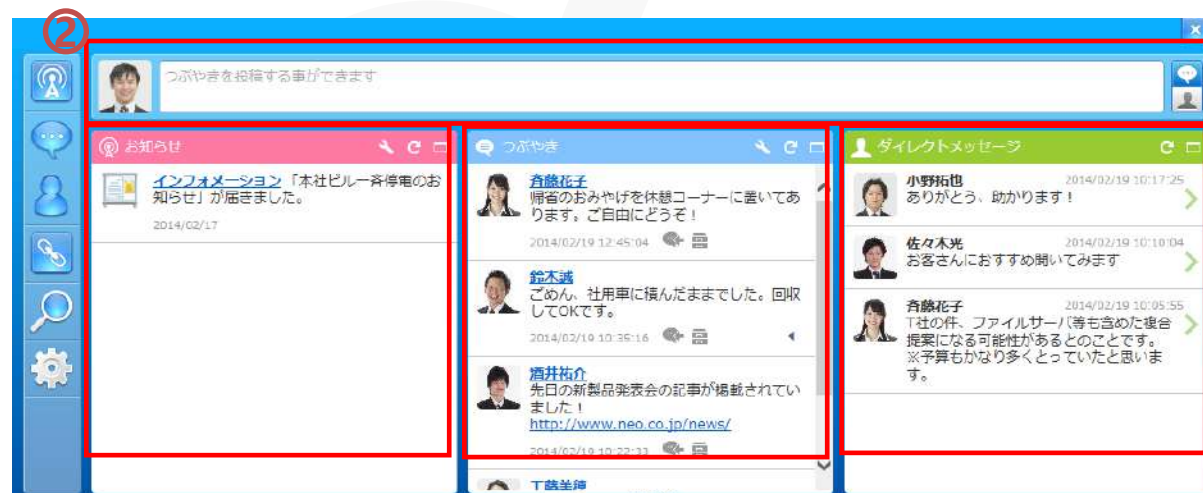 ②
つぶやきを投稿する事ができます
お知らせ
インフォメーション「本社ビル一斉停電のお
知らせ」が届きました。
2014/02/17
つぶやき
斉藤花子
帰省のおみやげを休憩コーナーに置いてあ
ります。ご自由にどうぞ！
2014/02/19 12:45:04
鈴木誠
ごめん、社用車に積んだままでした。回収
してOKです。
2014/02/19 10:35:16
酒井祐介
先日の新製品発表会の記事が掲載されてい
ました！
http://www.neo.co.jp/news/
2014/02/19 10:22:33
工藤美穂
ダイレクトメッセージ
小野拓也 2014/02/19 10:17:25
ありがとう、助かります！
佐々木光 2014/02/19 10:10:04
お客さんにおすすめ聞いてみます
斉藤花子 2014/02/19 10:05:55
T社の件、ファイルサーバ等も含めた複合
提案になる可能性があるとのことです。
※予算もかなり多くとっていたと思いま
す。